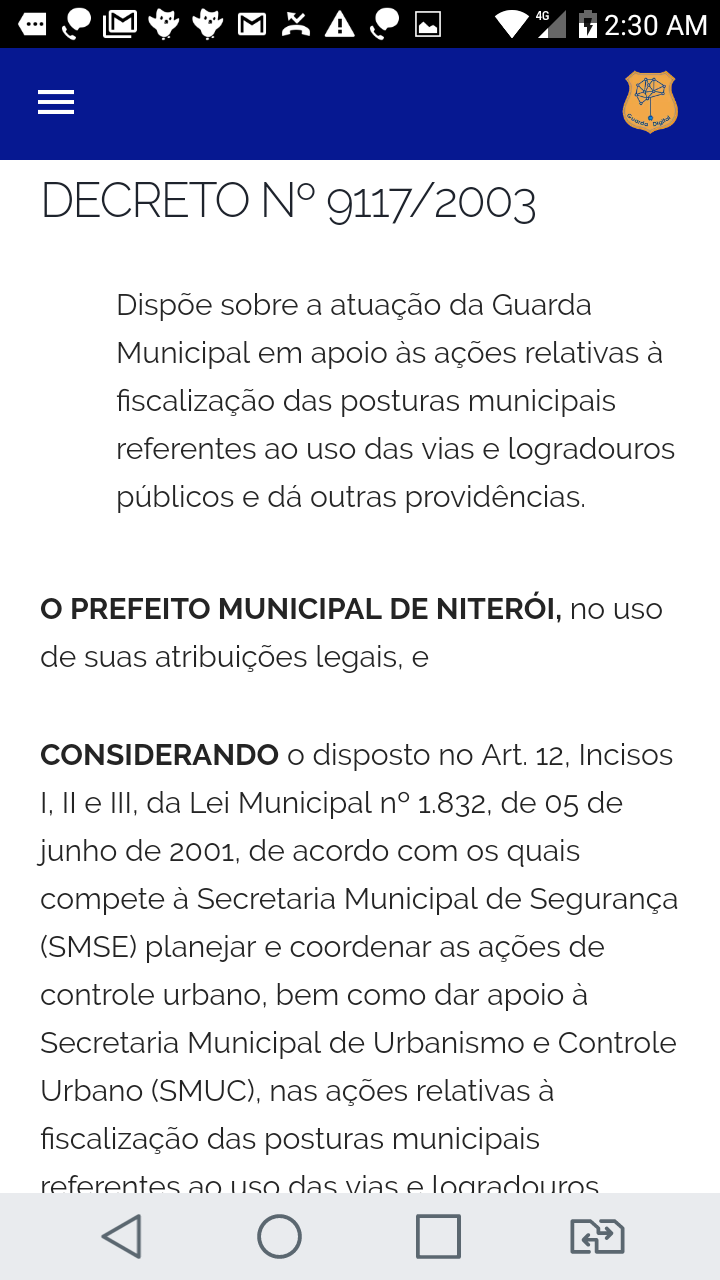 4G 2:30 AM
Guarda Digital
DECRETO Nº 9117/2003
Dispõe sobre a atuação da Guarda
Municipal em apoio às ações relativas à
fiscalização das posturas municipais
referentes ao uso das vias e logradouros
públicos e dá outras providências.
O PREFEITO MUNICIPAL DE NITERÓI, no uso
de suas atribuições legais, e
CONSIDERANDO o disposto no Art. 12, Incisos
I, II e III, da Lei Municipal nº 1.832, de 05 de
junho de 2001, de acordo com os quais
compete à Secretaria Municipal de Segurança
(SMSE) planejar e coordenar as ações de
controle urbano, bem como dar apoio à
Secretaria Municipal de Urbanismo e Controle
Urbano (SMUC), nas ações relativas à
fiscalização das posturas municipais
referentes ao uso das vias e logradouros